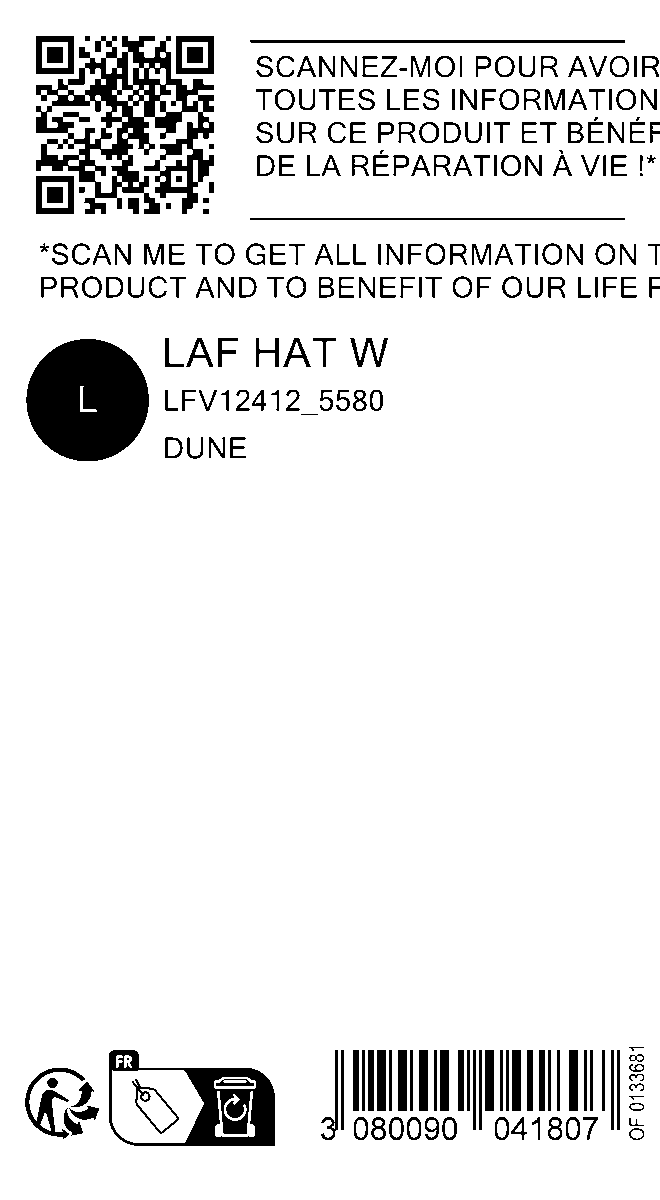 SCANNEZ-MOI POUR AVOIR
TOUTES LES INFORMATION
SUR CE PRODUIT ET BÉNÉF
DE LA RÉPARATION À VIE !*
*SCAN ME TO GET ALL INFORMATION ON T
PRODUCT AND TO BENEFIT OF OUR LIFE R
L
LAF HAT W
LFV12412_5580
DUNE
FR
3 080090 041807
OF 0133681